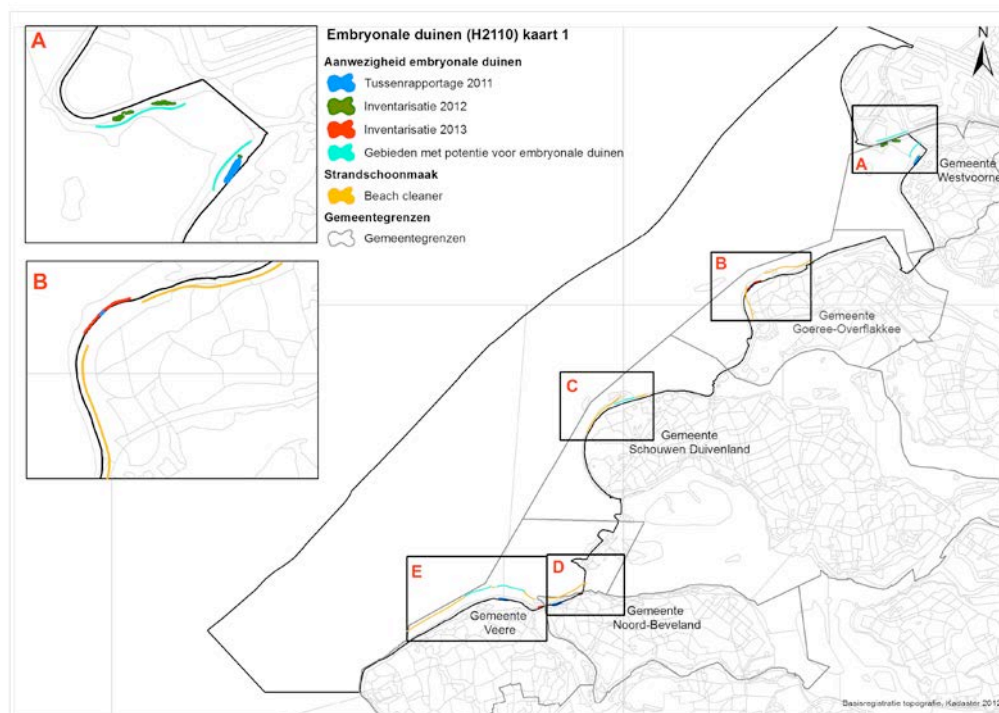 A
Embryonale duinen (H2110) kaart 1
Aanwezigheid embryonale duinen
Tussenrapportage 2011
Inventarisatie 2012
Inventarisatie 2013
Gebieden met potentie voor embryonale duinen
Strandschoonmaak
Beach cleaner
Gemeentegrenzen
Gemeentegrenzen
N
A
Gemeente
Westvoorne
B
B
Gemeente
Goeree-Overflakkee
C
Gemeente
Schouwen Duivenland
E
D
Gemeente
Veere
Gemeente
Noord-Beveland
Basisregistratie topografie, Kadaster 2012